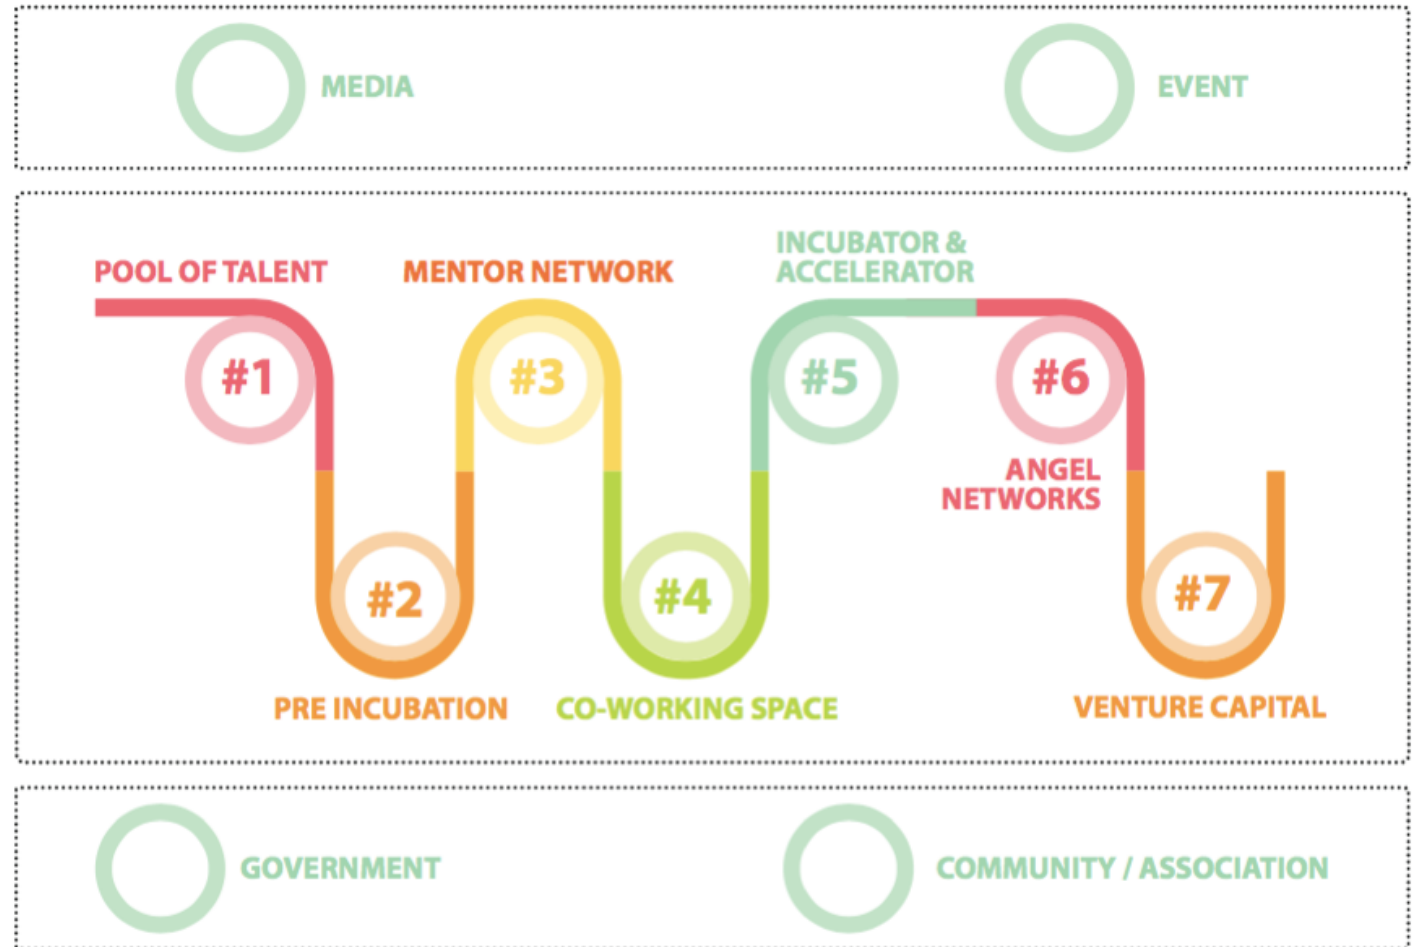 MEDIA
EVENT
INCUBATOR &
ACCELERATOR
POOL OF TALENT
MENTOR NETWORK
#1
#3
#5
#6
ANGEL
NETWORKS
#2
#4
#7
PRE INCUBATION
CO-WORKING SPACE
VENTURE CAPITAL
GOVERNMENT
COMMUNITY / ASSOCIATION